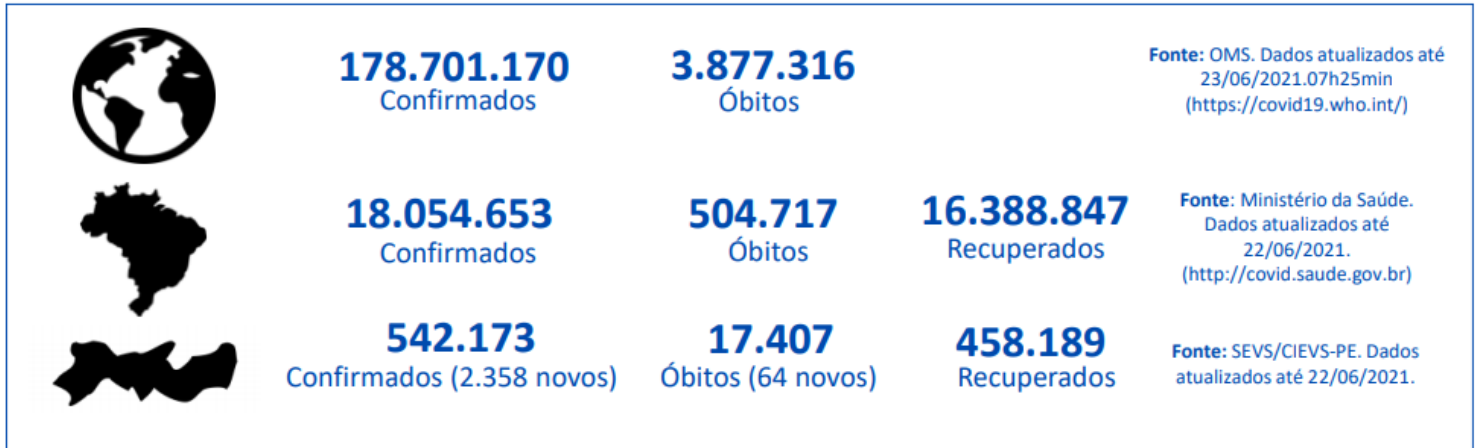 178.701.170
Confirmados
3.877.316
Óbitos
Fonte: OMS. Dados atualizados até
23/06/2021.07h25min
(https://covid19.who.int/)
18.054.653
Confirmados
504.717
Óbitos
16.388.847
Recuperados
Fonte: Ministério da Saúde.
Dados atualizados até
22/06/2021.
(http://covid.saude.gov.br)
542.173
Confirmados (2.358 novos)
17.407
Óbitos (64 novos)
458.189
Recuperados
Fonte: SEVS/CIEVS-PE. Dados
atualizados até 22/06/2021.